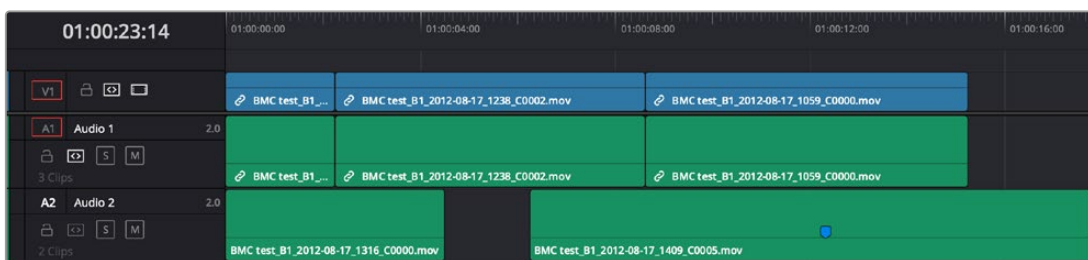 01:00:23:14
01:00:00:00 01:00:04:00 01:00:08:00 01:00:12:00 01:00:16:00
V1
BMC test_B1_... BMC test_B1_2012-08-17_1238_C0002.mov BMC test_B1_2012-08-17_1059_C0000.mov
A1 Audio 1 2.0
S M
3 Clips BMC test_B1_... BMC test_B1_2012-08-17_1238_C0002.mov BMC test_B1_2012-08-17_1059_C0000.mov
A2 Audio 2 2.0
S M
2 Clips BMC test_B1_2012-08-17_1316_C0000.mov BMC test_B1_2012-08-17_1409_C0005.mov